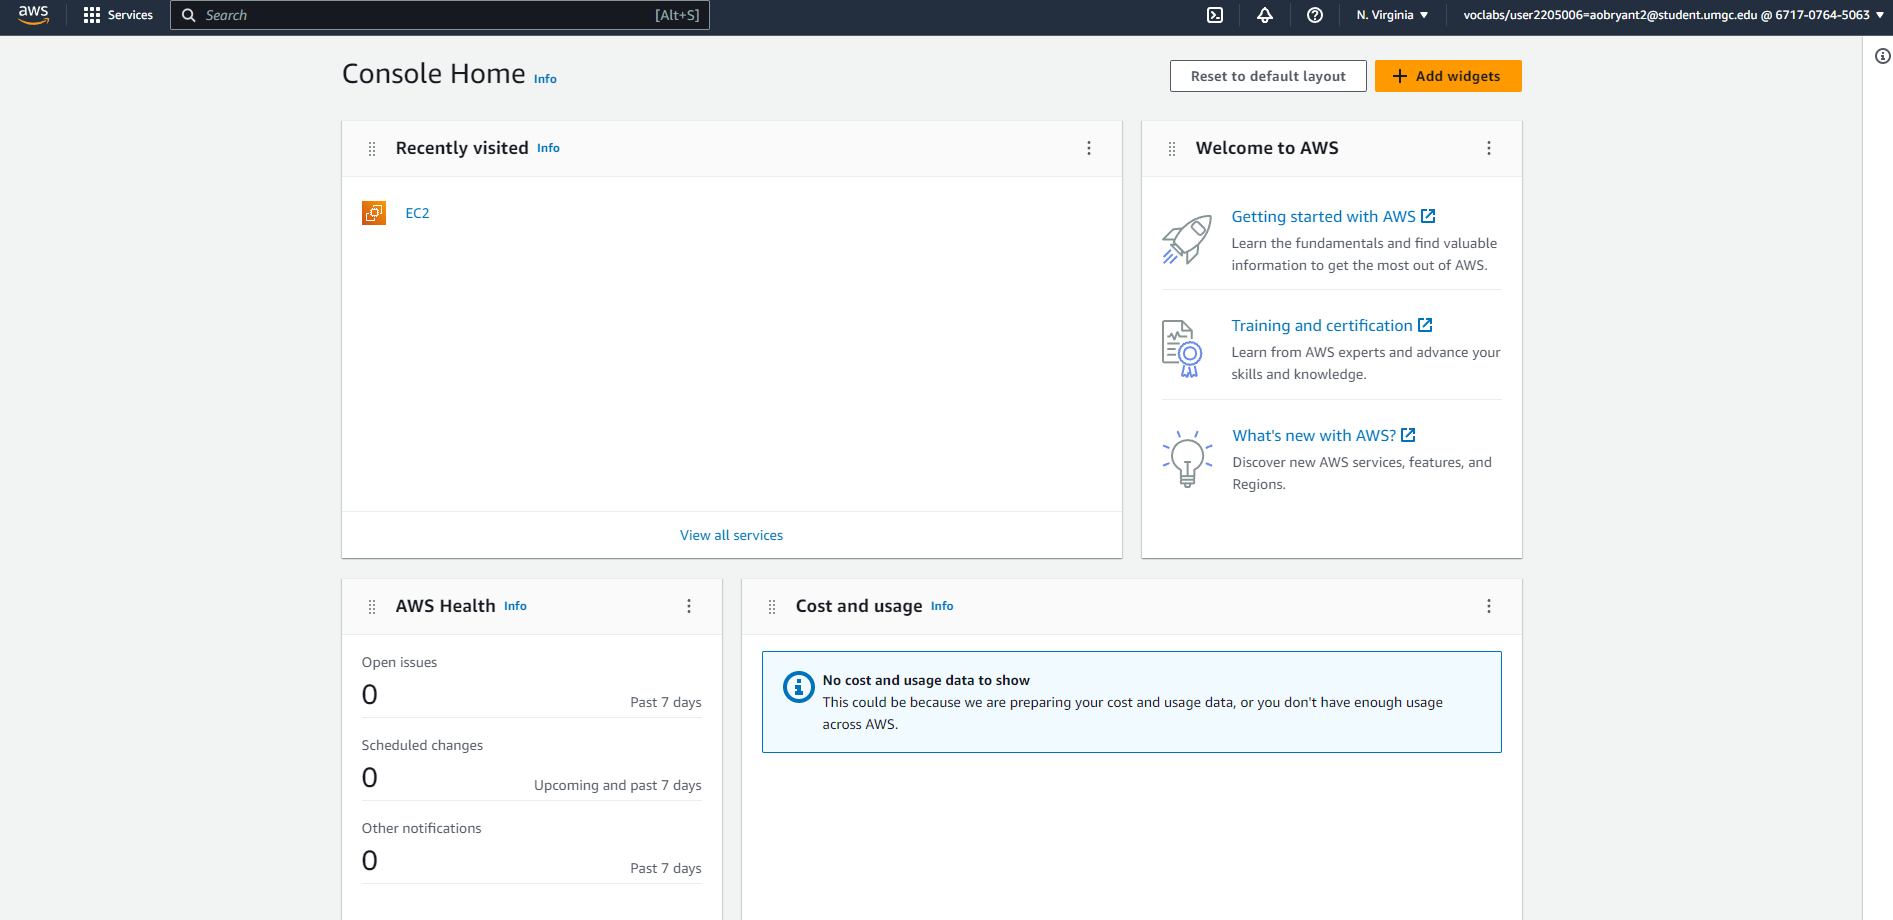 aws
Services
Search
[Alt+S]
N. Virginia
voclabs/user2205006=aobryant2@student.umgc.edu @ 6717-0764-5063
Console Home Info
Reset to default layout
Add widgets
Recently visited Info
EC2
View all services
Welcome to AWS
Getting started with AWS
Learn the fundamentals and find valuable
information to get the most out of AWS.
Training and certification
Learn from AWS experts and advance your
skills and knowledge.
What's new with AWS?
Discover new AWS services, features, and
Regions.
AWS Health Info
Open issues
0
Past 7 days
Scheduled changes
0
Upcoming and past 7 days
Other notifications
0
Past 7 days
Cost and usage Info
No cost and usage data to show
This could be because we are preparing your cost and usage data, or you don't have enough usage
across AWS.